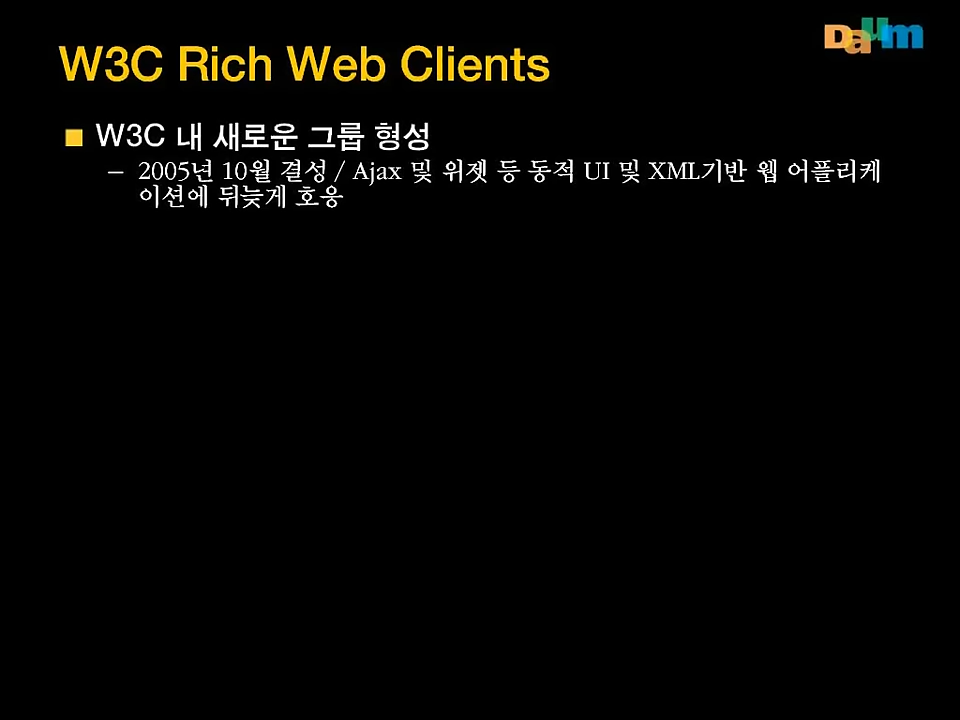 W3C Rich Web Clients
Daum
W3C 내 새로운 그룹 형성
– 2005년 10월 결성 / Ajax 및 위젯 등 동적 UI 및 XML기반 웹 어플리케
이션에 뒤늦게 호응